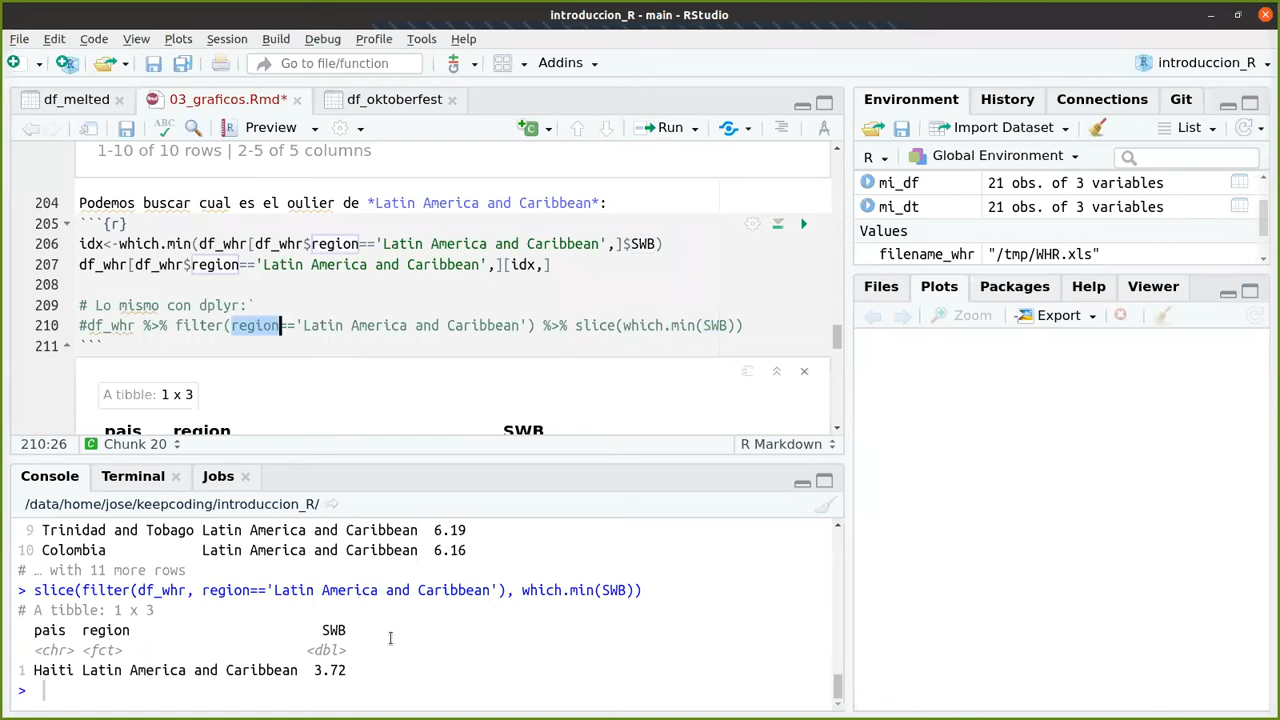 introduccion_R - main - RStudio
File Edit Code View Plots Session Build Debug Profile Tools Help
Go to file/function Addins introduccion_R
df_melted 03_graficos.Rmd* df_oktoberfest
Preview Run
1-10 of 10 rows | 2-5 of 5 columns
204 Podemos buscar cual es el oulier de *Latin America and Caribbean*:
205 ```{r}
206 idx<-which.min(df_whr[df_whr$region=='Latin America and Caribbean',]$SWB)
207 df_whr[df_whr$region=='Latin America and Caribbean',][idx,]
208
209 # Lo mismo con dplyr:`
210 #df_whr %>% filter(region=='Latin America and Caribbean') %>% slice(which.min(SWB))
211 ```
A tibble: 1 x 3
pais region SWB
210:26 Chunk 20 R Markdown
Console Terminal Jobs
/data/home/jose/keepcoding/introduccion_R/
9 Trinidad and Tobago Latin America and Caribbean 6.19
10 Colombia Latin America and Caribbean 6.16
# … with 11 more rows
> slice(filter(df_whr, region=='Latin America and Caribbean'), which.min(SWB))
# A tibble: 1 x 3
pais region SWB
<chr> <fct> <dbl>
1 Haiti Latin America and Caribbean 3.72
>
Environment History Connections Git
Import Dataset List
R Global Environment
mi_df 21 obs. of 3 variables
mi_dt 21 obs. of 3 variables
Values
filename_whr "/tmp/WHR.xls"
Files Plots Packages Help Viewer
Zoom Export